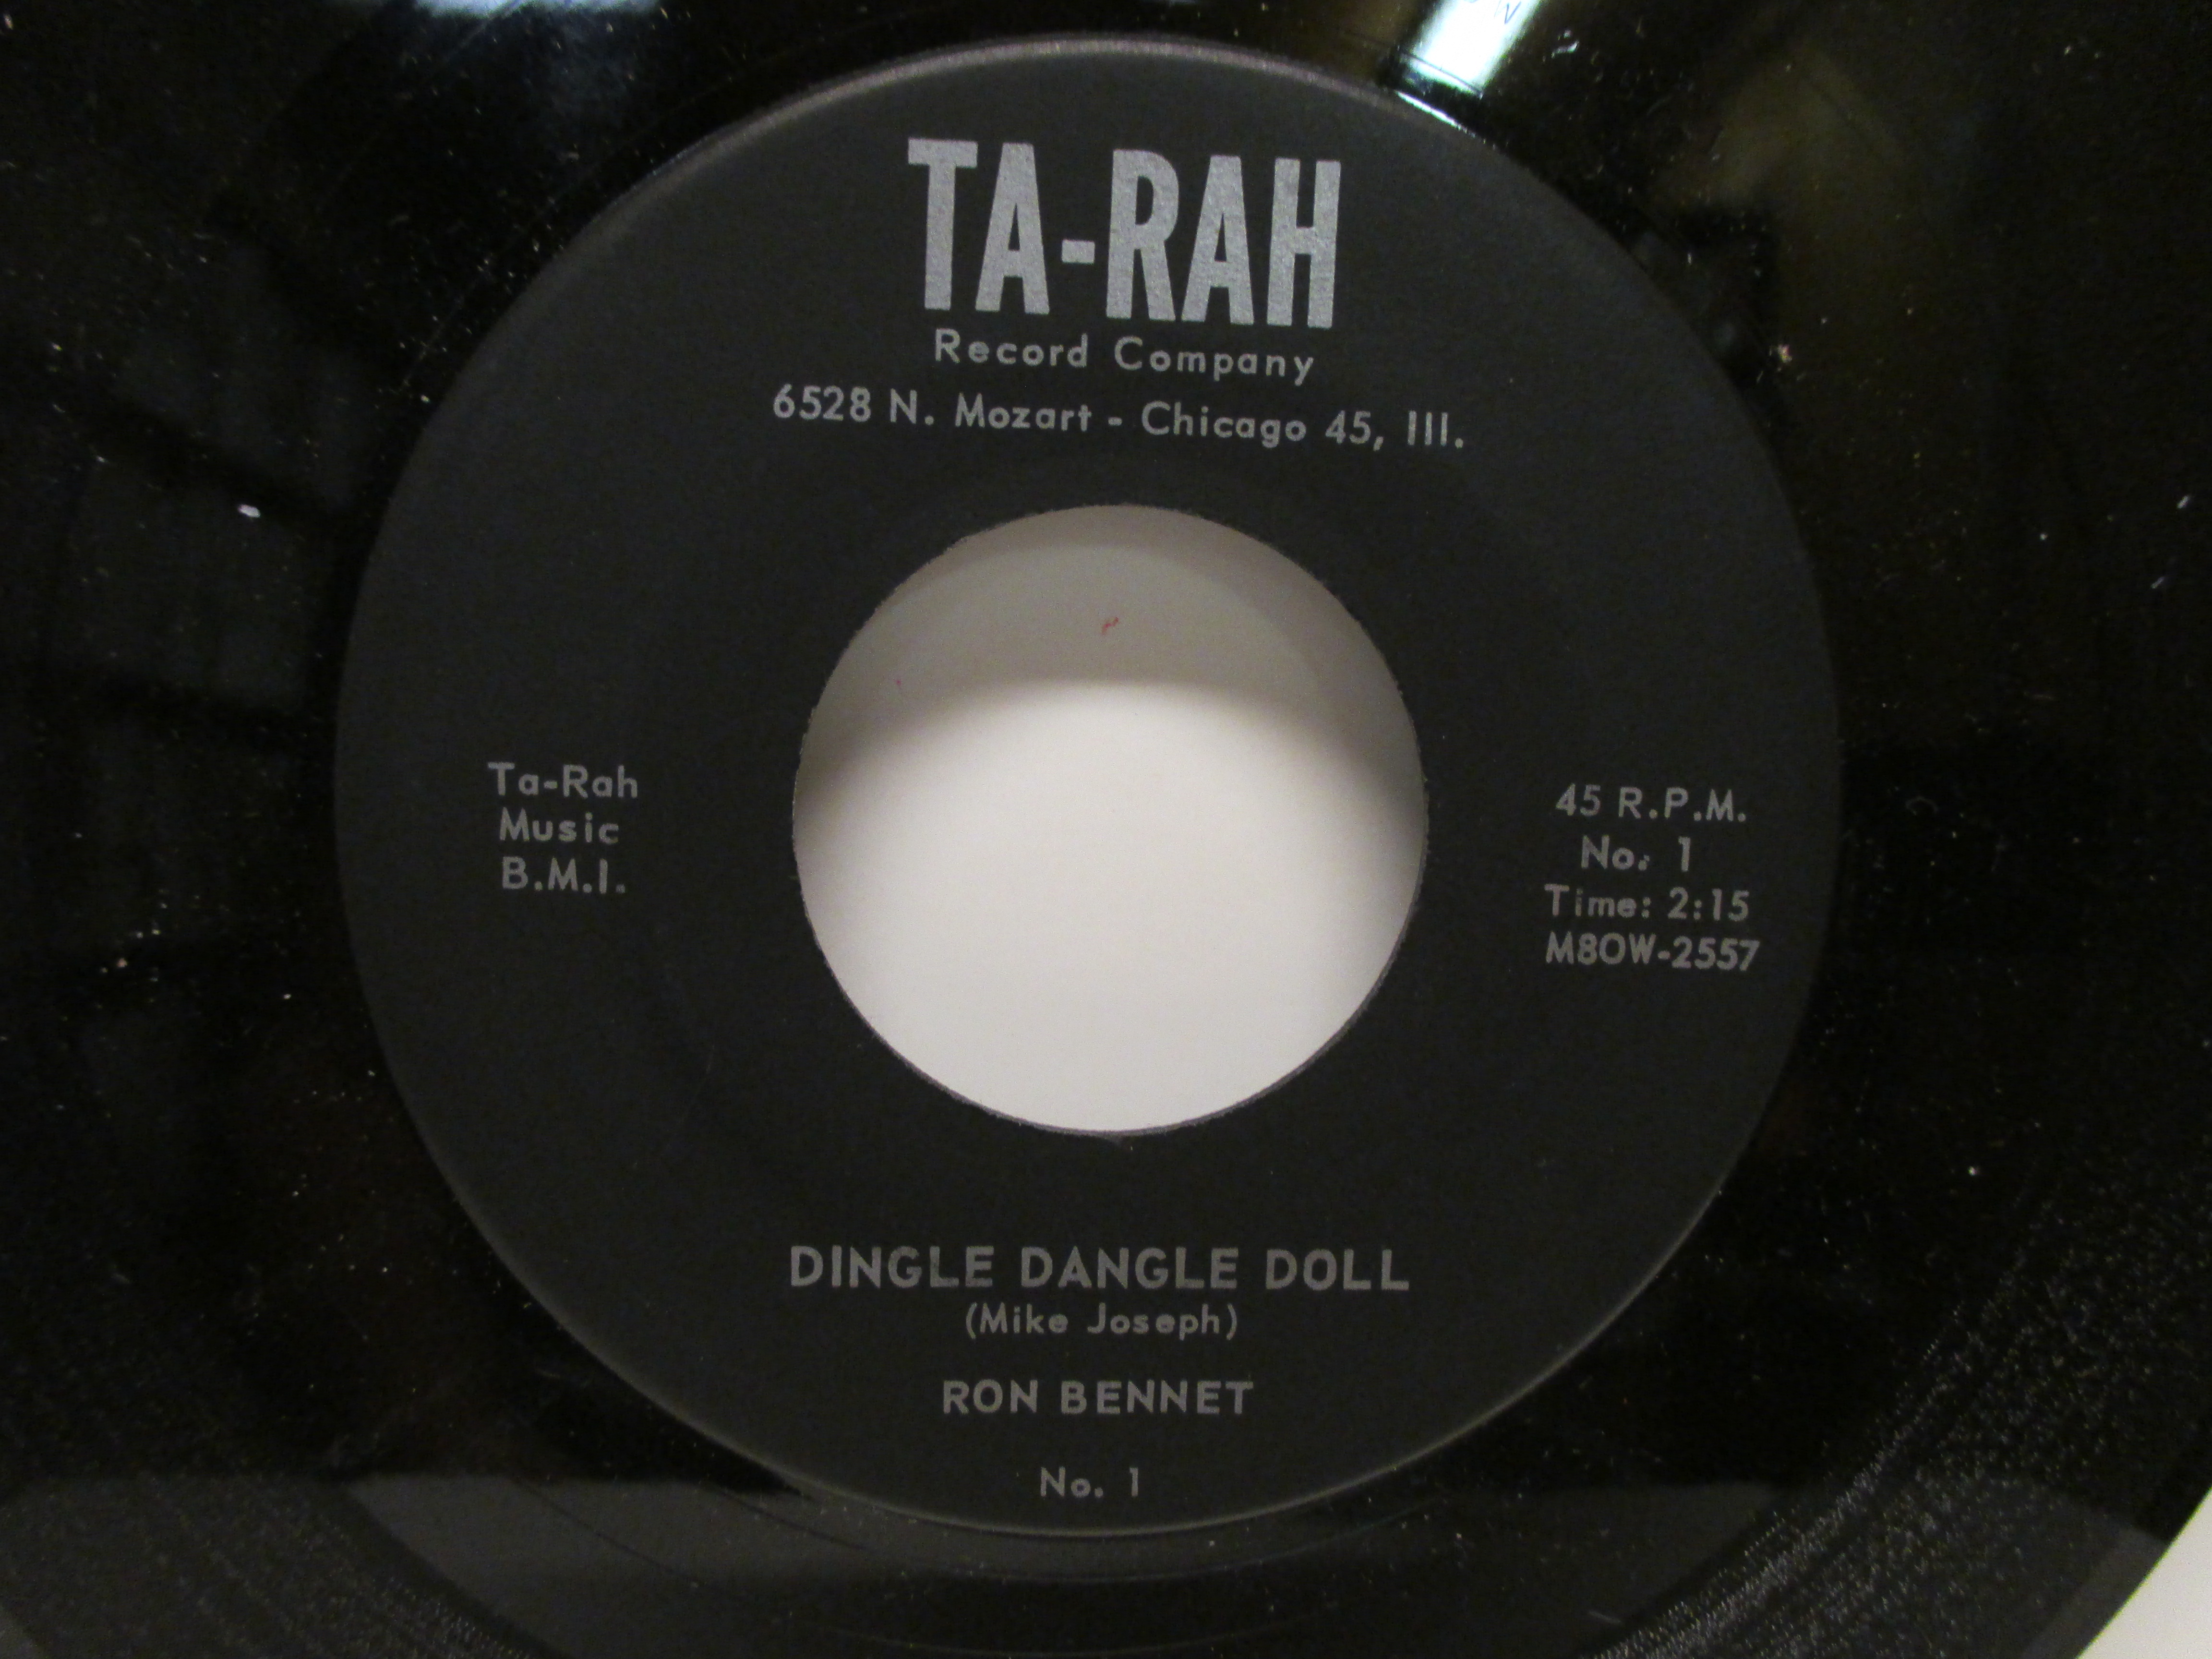 TA-RAH
Record Company
6528 N. Mozart - Chicago 45, Ill.
Ta-Rah
Music
B.M.I.
45 R.P.M.
No. 1
Time: 2:15
M8OW-2557
DINGLE DANGLE DOLL
(Mike Joseph)
RON BENNET
No. 1